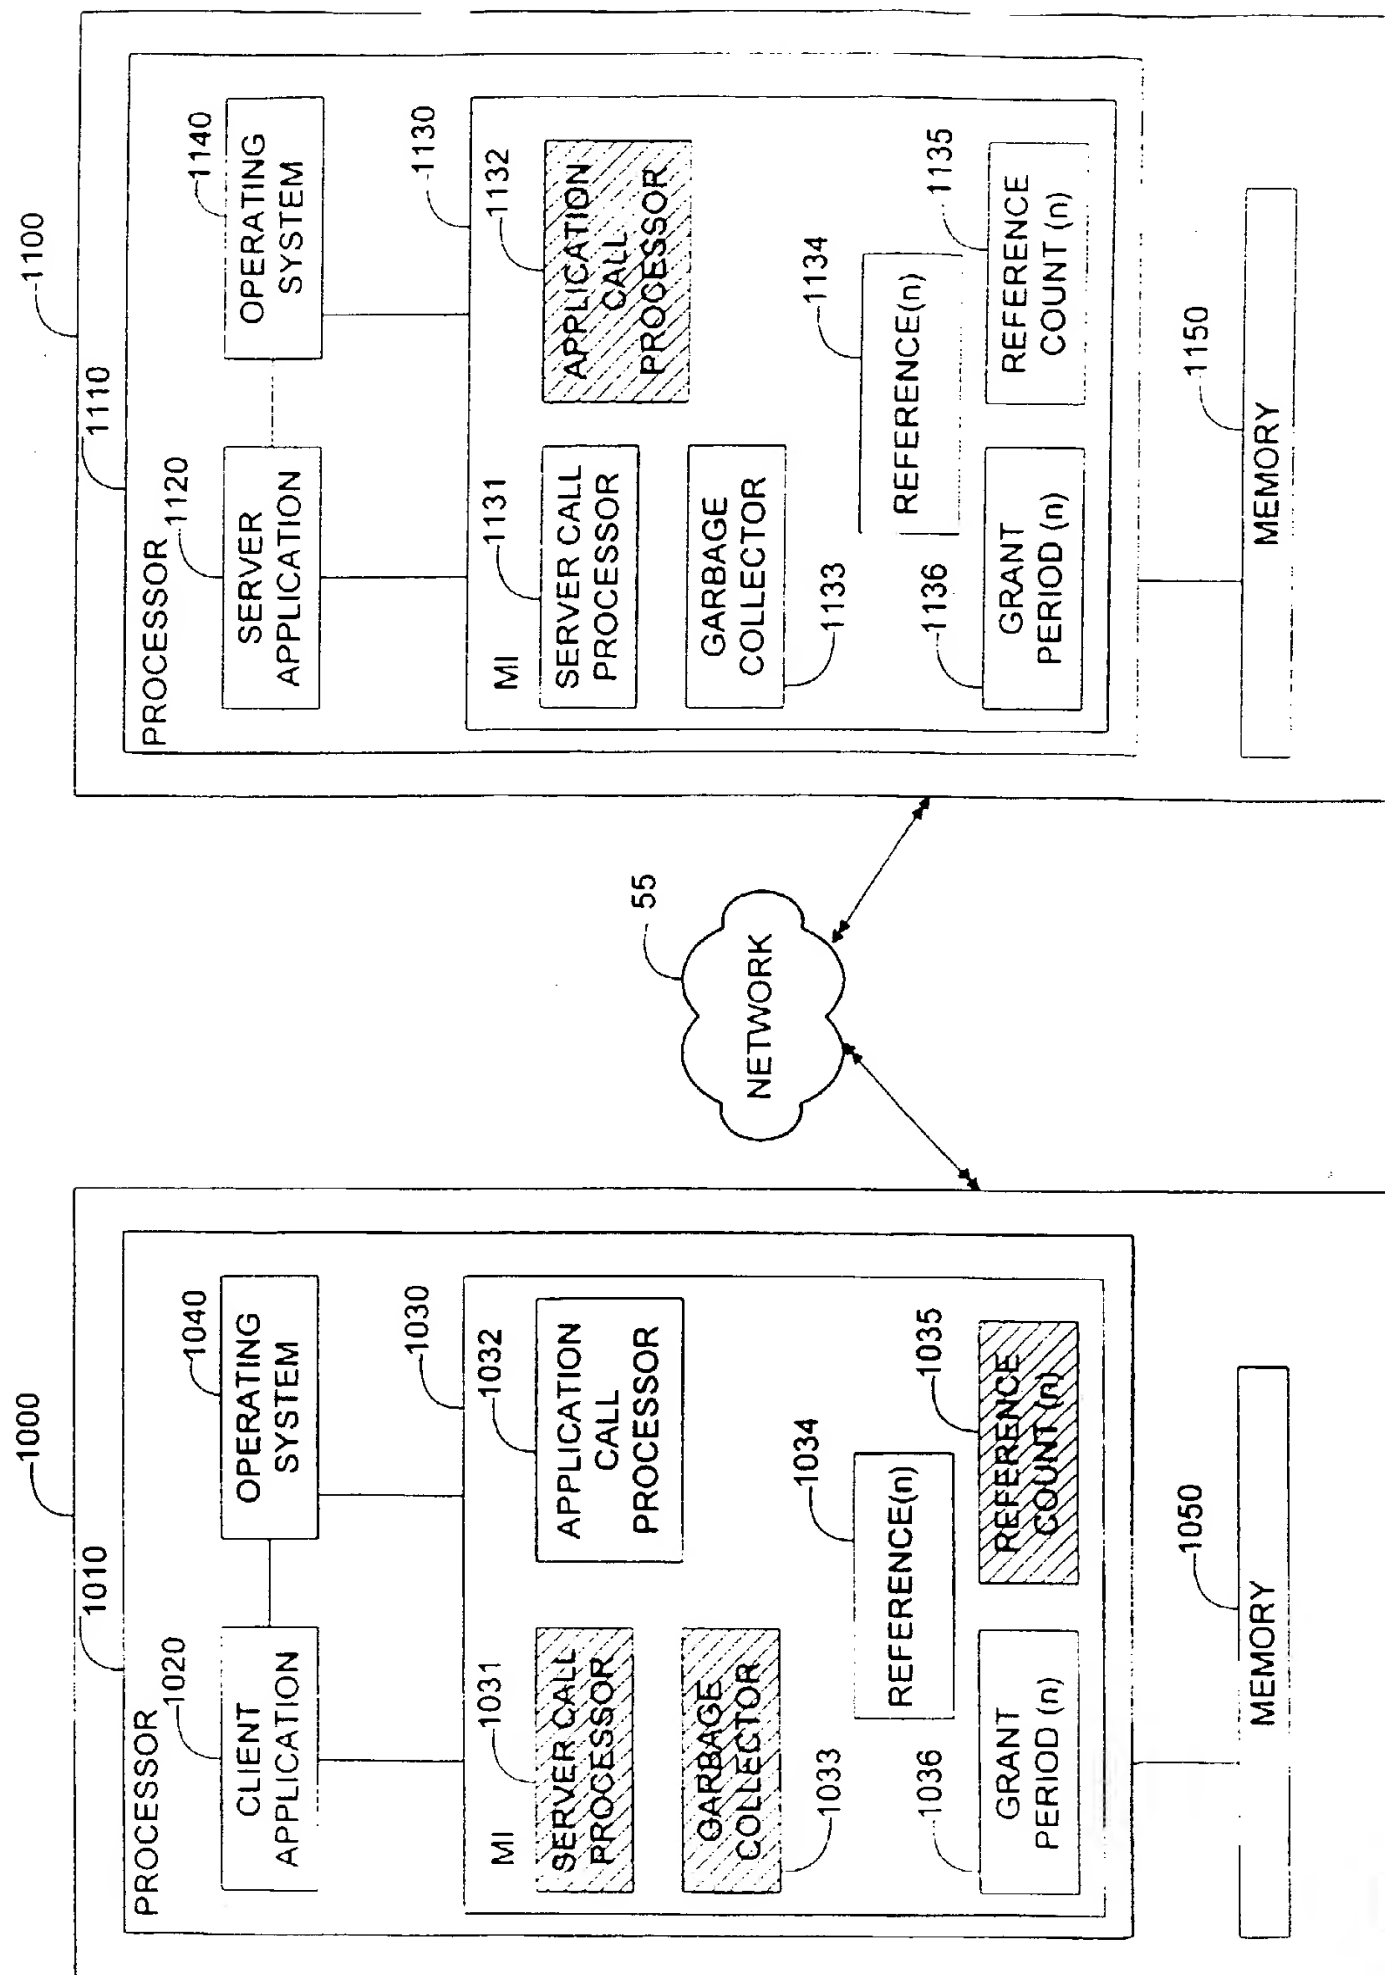 1000
1010
PROCESSOR
1020
CLIENT
APPLICATION
1040
OPERATING
SYSTEM
1030
MI
1031
SERVER CALL
PROCESSOR
1032
APPLICATION
CALL
PROCESSOR
GARBAGE
COLLECTOR
1033
1034
REFERENCE(n)
1035
REFERENCE
COUNT (n)
1036
GRANT
PERIOD (n)
1050
MEMORY
55
NETWORK
1100
1110
PROCESSOR
1120
SERVER
APPLICATION
1140
OPERATING
SYSTEM
1130
MI
1131
SERVER CALL
PROCESSOR
1132
APPLICATION
CALL
PROCESSOR
GARBAGE
COLLECTOR
1133
1134
REFERENCE(n)
1135
REFERENCE
COUNT (n)
1136
GRANT
PERIOD (n)
1150
MEMORY